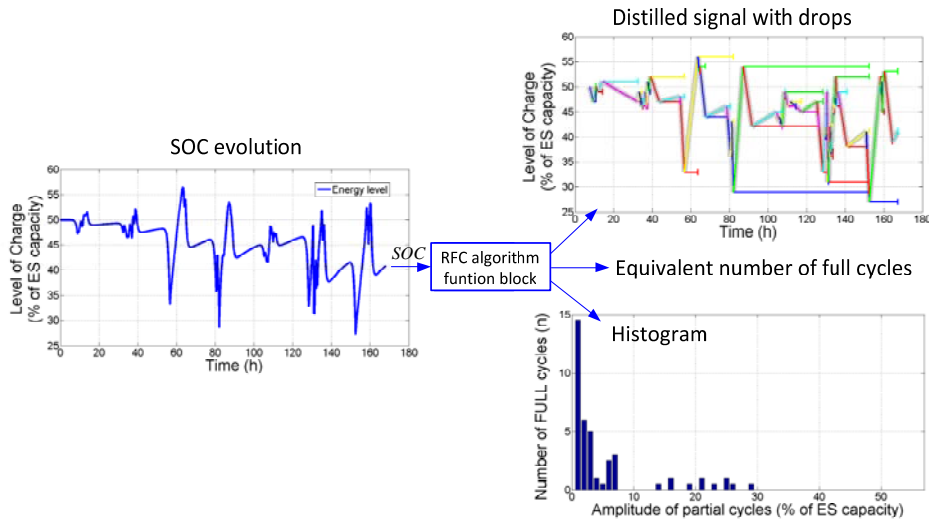 Distilled signal with drops
60
55
50
45
40
35
30
25
20
40
60
80
100
120
140
160
180
Level of Charge
(% of ES capacity)
Time (h)
SOC evolution
60
55
50
45
40
35
30
25
0
20
40
60
80
100
120
140
160
180
Energy level
Level of Charge
(% of ES capacity)
Time (h)
SOC
RFC algorithm
funtion block
Equivalent number of full cycles
Histogram
15
10
5
0
0
10
20
30
40
50
Number of FULL cycles (n)
Amplitude of partial cycles (% of ES capacity)